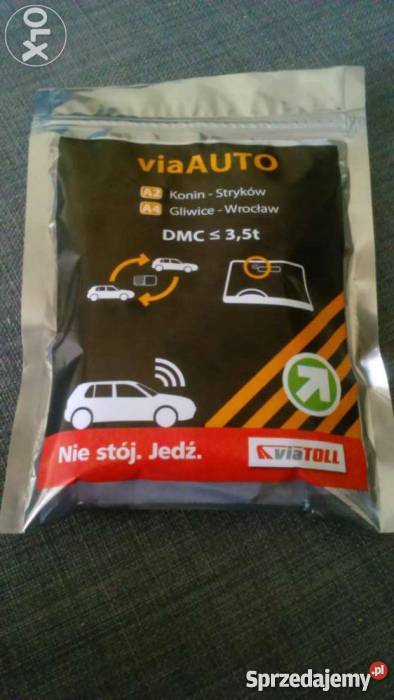 OLX
viaAUTO
A2 Konin - Stryków
A4 Gliwice - Wrocław
DMC ≤ 3,5t
Nie stój. Jedź.
viaTOLL
Sprzedajemy.pl